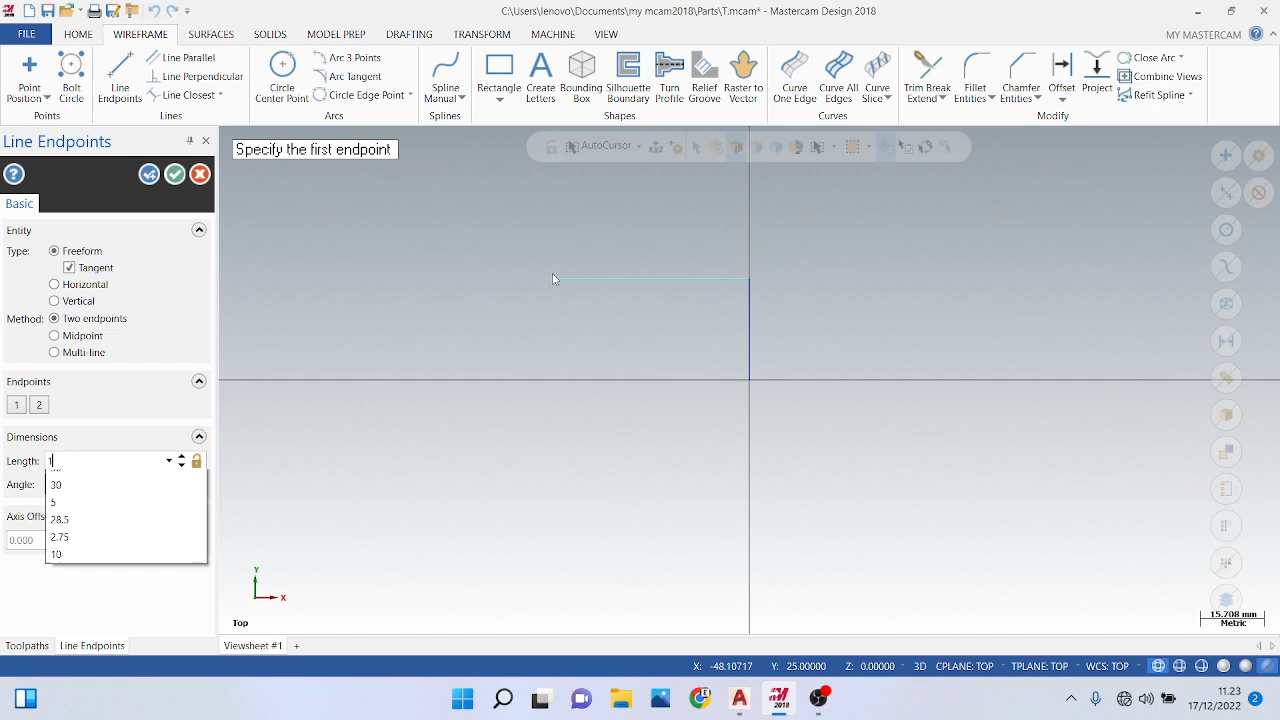 C:\Users\lexao\Documents\my mcam2018\Pats\T.mcam* - Mastercam Design 2018
FILE HOME WIREFRAME SURFACES SOLIDS MODEL PREP DRAFTING TRANSFORM MACHINE VIEW MY MASTERCAM
Point Position
Bolt Circle
Points
Line Endpoints
Line Parallel
Line Perpendicular
Line Closest
Lines
Circle Center Point
Arc 3 Points
Arc Tangent
Circle Edge Point
Arcs
Spline Manual
Splines
Rectangle
Create Letters
Bounding Box
Silhouette Boundary
Turn Profile
Relief Groove
Raster to Vector
Shapes
Curve One Edge
Curve All Edges
Curve Slice
Curves
Trim Break Extend
Fillet Entities
Chamfer Entities
Offset
Project
Close Arc
Combine Views
Refit Spline
Modify
Line Endpoints
Basic
Entity
Type: Freeform
Tangent
Horizontal
Vertical
Method: Two endpoints
Midpoint
Multi-line
Endpoints
1 2
Dimensions
Length: 1
30
5
28.5
2.75
10
Angle:
Axis Offs
0.000
Specify the first endpoint
AutoCursor
Y
X
Top
15.708 mm
Metric
Toolpaths Line Endpoints
Viewsheet #1 +
X: -48.10717 Y: 25.00000 Z: 0.00000 3D CPLANE: TOP TPLANE: TOP WCS: TOP
11.23
17/12/2022
2